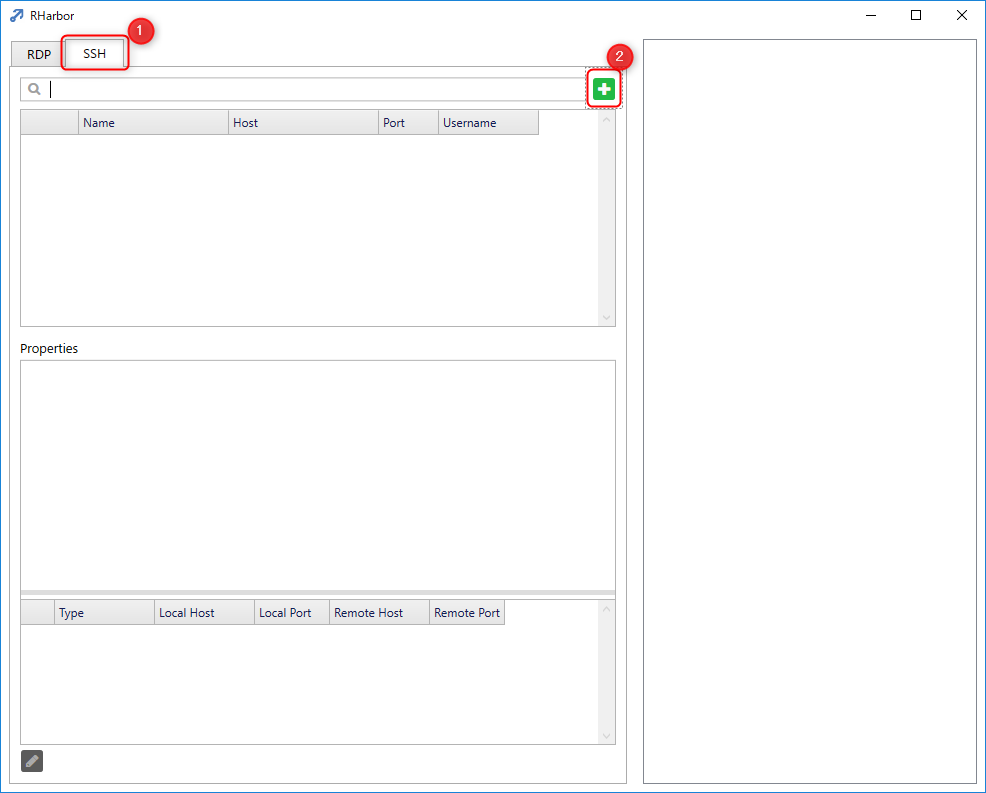 RHarbor
1
RDP
SSH
2
Name Host Port Username
Properties
Type Local Host Local Port Remote Host Remote Port